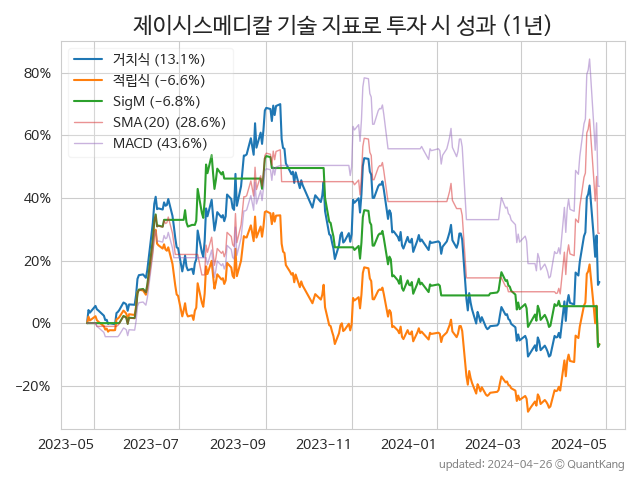 제이시스메디칼 기술 지표로 투자 시 성과 (1년)
거치식 (13.1%)
적립식 (−6.6%)
SigM (−6.8%)
SMA(20) (28.6%)
MACD (43.6%)
80%
60%
40%
20%
0%
−20%
2023-05 2023-07 2023-09 2023-11 2024-01 2024-03 2024-05
updated: 2024-04-26 © QuantKang